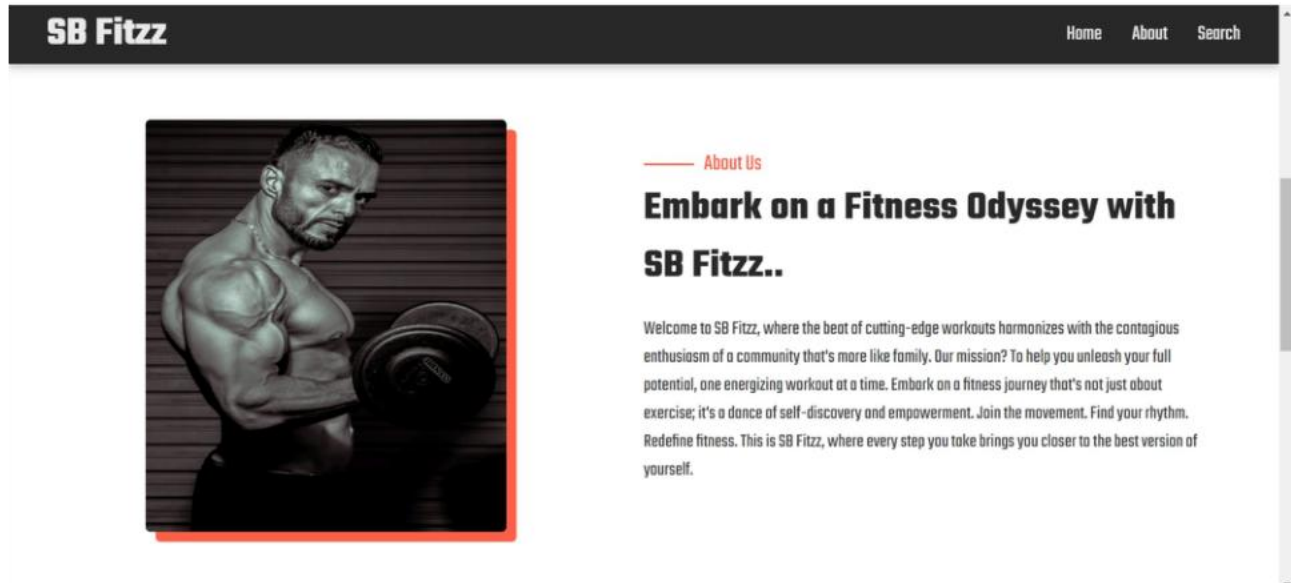 SB Fitzz
Home About Search
About Us
Embark on a Fitness Odyssey with
SB Fitzz..
Welcome to SB Fitzz, where the beat of cutting-edge workouts harmonizes with the contagious
enthusiasm of a community that's more like family. Our mission? To help you unleash your full
potential, one energizing workout at a time. Embark on a fitness journey that's not just about
exercise; it's a dance of self-discovery and empowerment. Join the movement. Find your rhythm.
Redefine fitness. This is SB Fitzz, where every step you take brings you closer to the best version of
yourself.